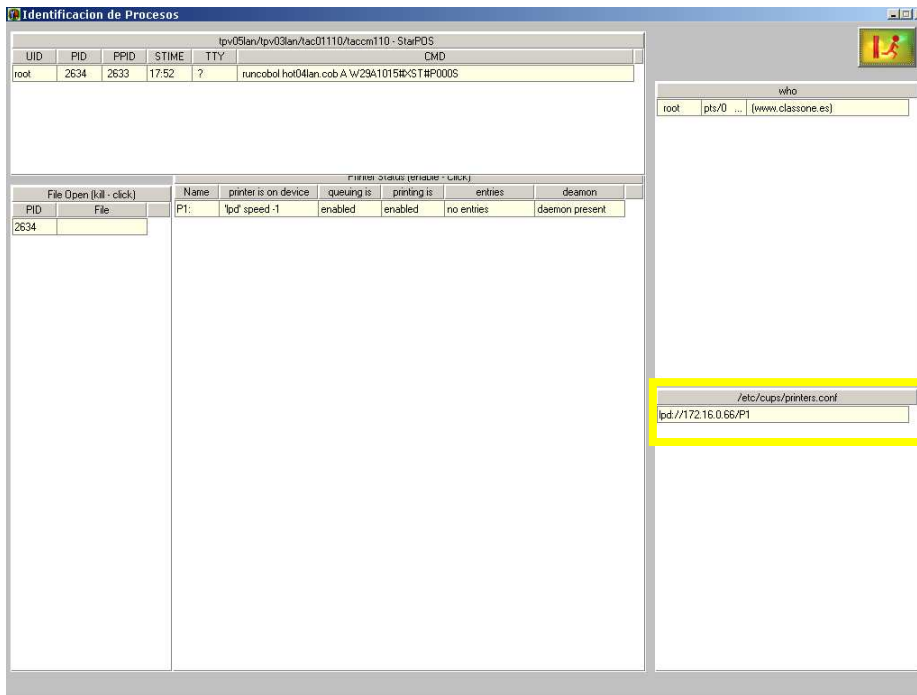 Identificacion de Procesos
tpv05lan/tpv03lan/tac01110/taccm110 - StarPOS
UID PID PPID STIME TTY CMD
root 2634 2633 17:52 ? runcobol hot04lan.cob A W29A1015#XST#P000S
who
root pts/0 ... (www.classone.es)
File Open (kill - click)
PID File
2634
Printer Status (enable - Click)
Name printer is on device queuing is printing is entries deamon
P1: 'lpd' speed -1 enabled enabled no entries daemon present
/etc/cups/printers.conf
lpd://172.16.0.66/P1